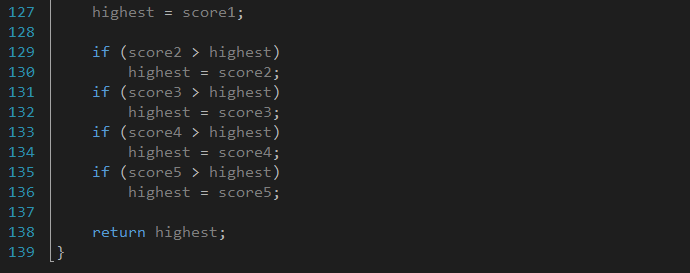 127 highest = score1;
128
129 if (score2 > highest)
130 highest = score2;
131 if (score3 > highest)
132 highest = score3;
133 if (score4 > highest)
134 highest = score4;
135 if (score5 > highest)
136 highest = score5;
137
138 return highest;
139 }